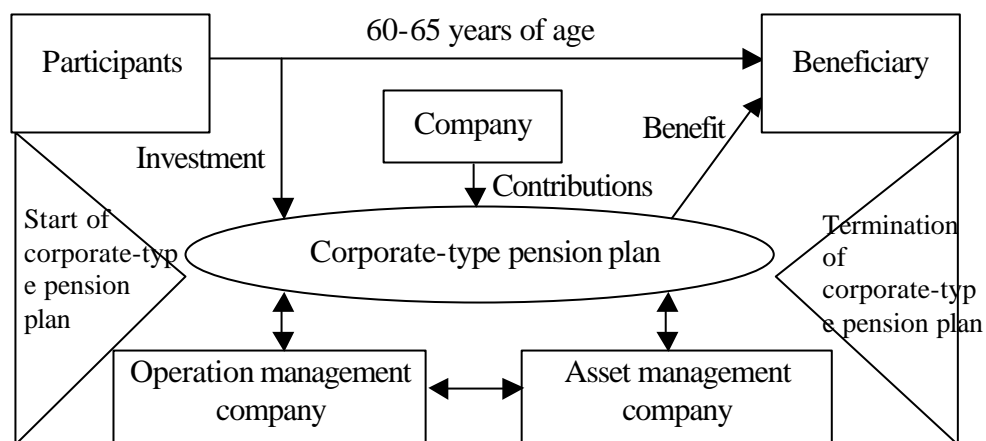 60-65 years of age
Participants
Beneficiary
Company
Benefit
Investment
Contributions
Start of
corporate-typ
e pension
plan
Corporate-type pension plan
Termination
of
corporate-typ
e pension plan
Operation management
company
Asset management
company